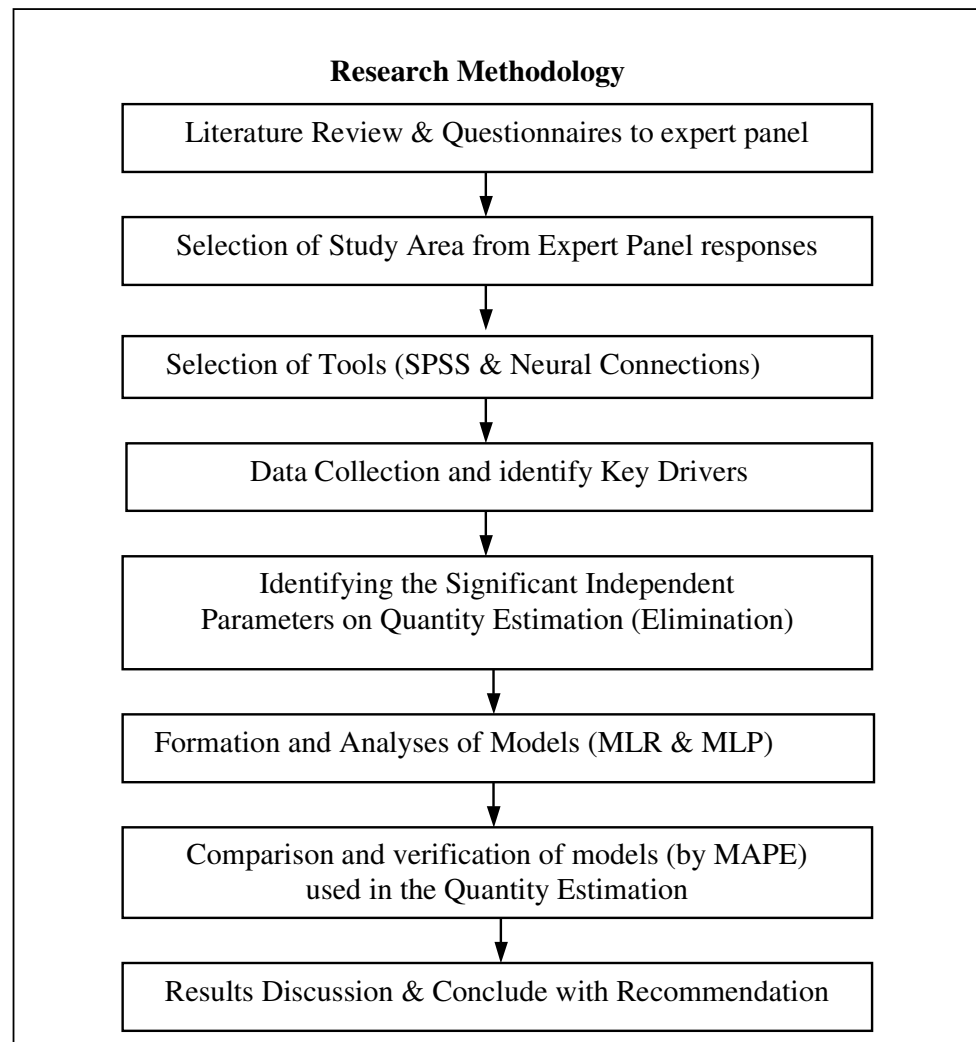 Research Methodology
Literature Review & Questionnaires to expert panel
Selection of Study Area from Expert Panel responses
Selection of Tools (SPSS & Neural Connections)
Data Collection and identify Key Drivers
Identifying the Significant Independent
Parameters on Quantity Estimation (Elimination)
Formation and Analyses of Models (MLR & MLP)
Comparison and verification of models (by MAPE)
used in the Quantity Estimation
Results Discussion & Conclude with Recommendation